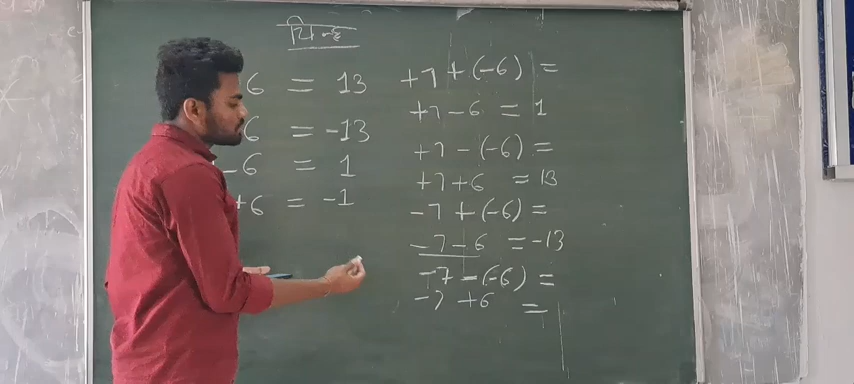 चिन्ह
6 = 13
6 = -13
-6 = 1
+6 = -1
+7 + (-6) =
+7 - 6 = 1
+7 - (-6) =
+7 + 6 = 13
-7 + (-6) =
-7 - 6 = -13
-7 - (-6) =
-7 + 6 =